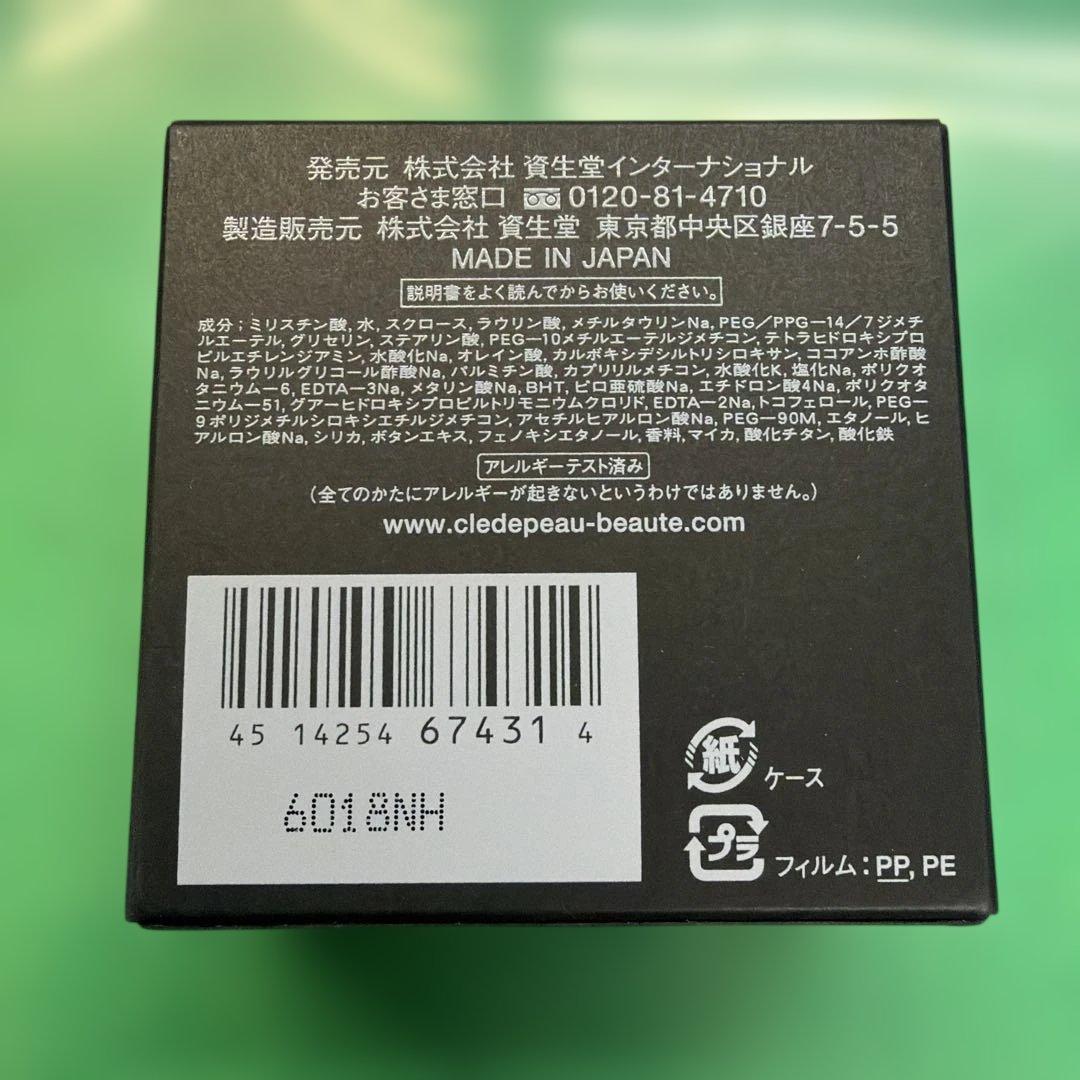 発売元 株式会社 資生堂インターナショナル
お客さま窓口 0120-81-4710
製造販売元 株式会社 資生堂 東京都中央区銀座7-5-5
MADE IN JAPAN
説明書をよく読んでからお使いください。
成分：ミリスチン酸, 水, スクロース, ラウリン酸, メチルタウリンNa, PEG／PPG－14／7ジメチ
ルエーテル, グリセリン, ステアリン酸, PEG－10メチルエーテルジメチコン, テトラヒドロキシプロ
ピルエチレンジアミン, 水酸化Na, オレイン酸, カルボキシデシルトリシロキサン, ココアンホ酢酸
Na, ラウリルグリコール酢酸Na, パルミチン酸, カプリリルメチコン, 水酸化K, 塩化Na, ポリクオ
タニウム－6, EDTA－3Na, メタリン酸Na, BHT, ピロ亜硫酸Na, エチドロン酸4Na, ポリクオタ
ニウム－51, グアーヒドロキシプロピルトリモニウムクロリド, EDTA－2Na, トコフェロール, PEG－
9ポリジメチルシロキシエチルジメチコン, アセチルヒアルロン酸Na, PEG－90M, エタノール, ヒ
アルロン酸Na, シリカ, ボタンエキス, フェノキシエタノール, 香料, マイカ, 酸化チタン, 酸化鉄
アレルギーテスト済み
（全てのかたにアレルギーが起きないというわけではありません。）
www.cledepeau-beaute.com
45 14254 67431 4
6018NH
紙 ケース
プラ フィルム：PP, PE